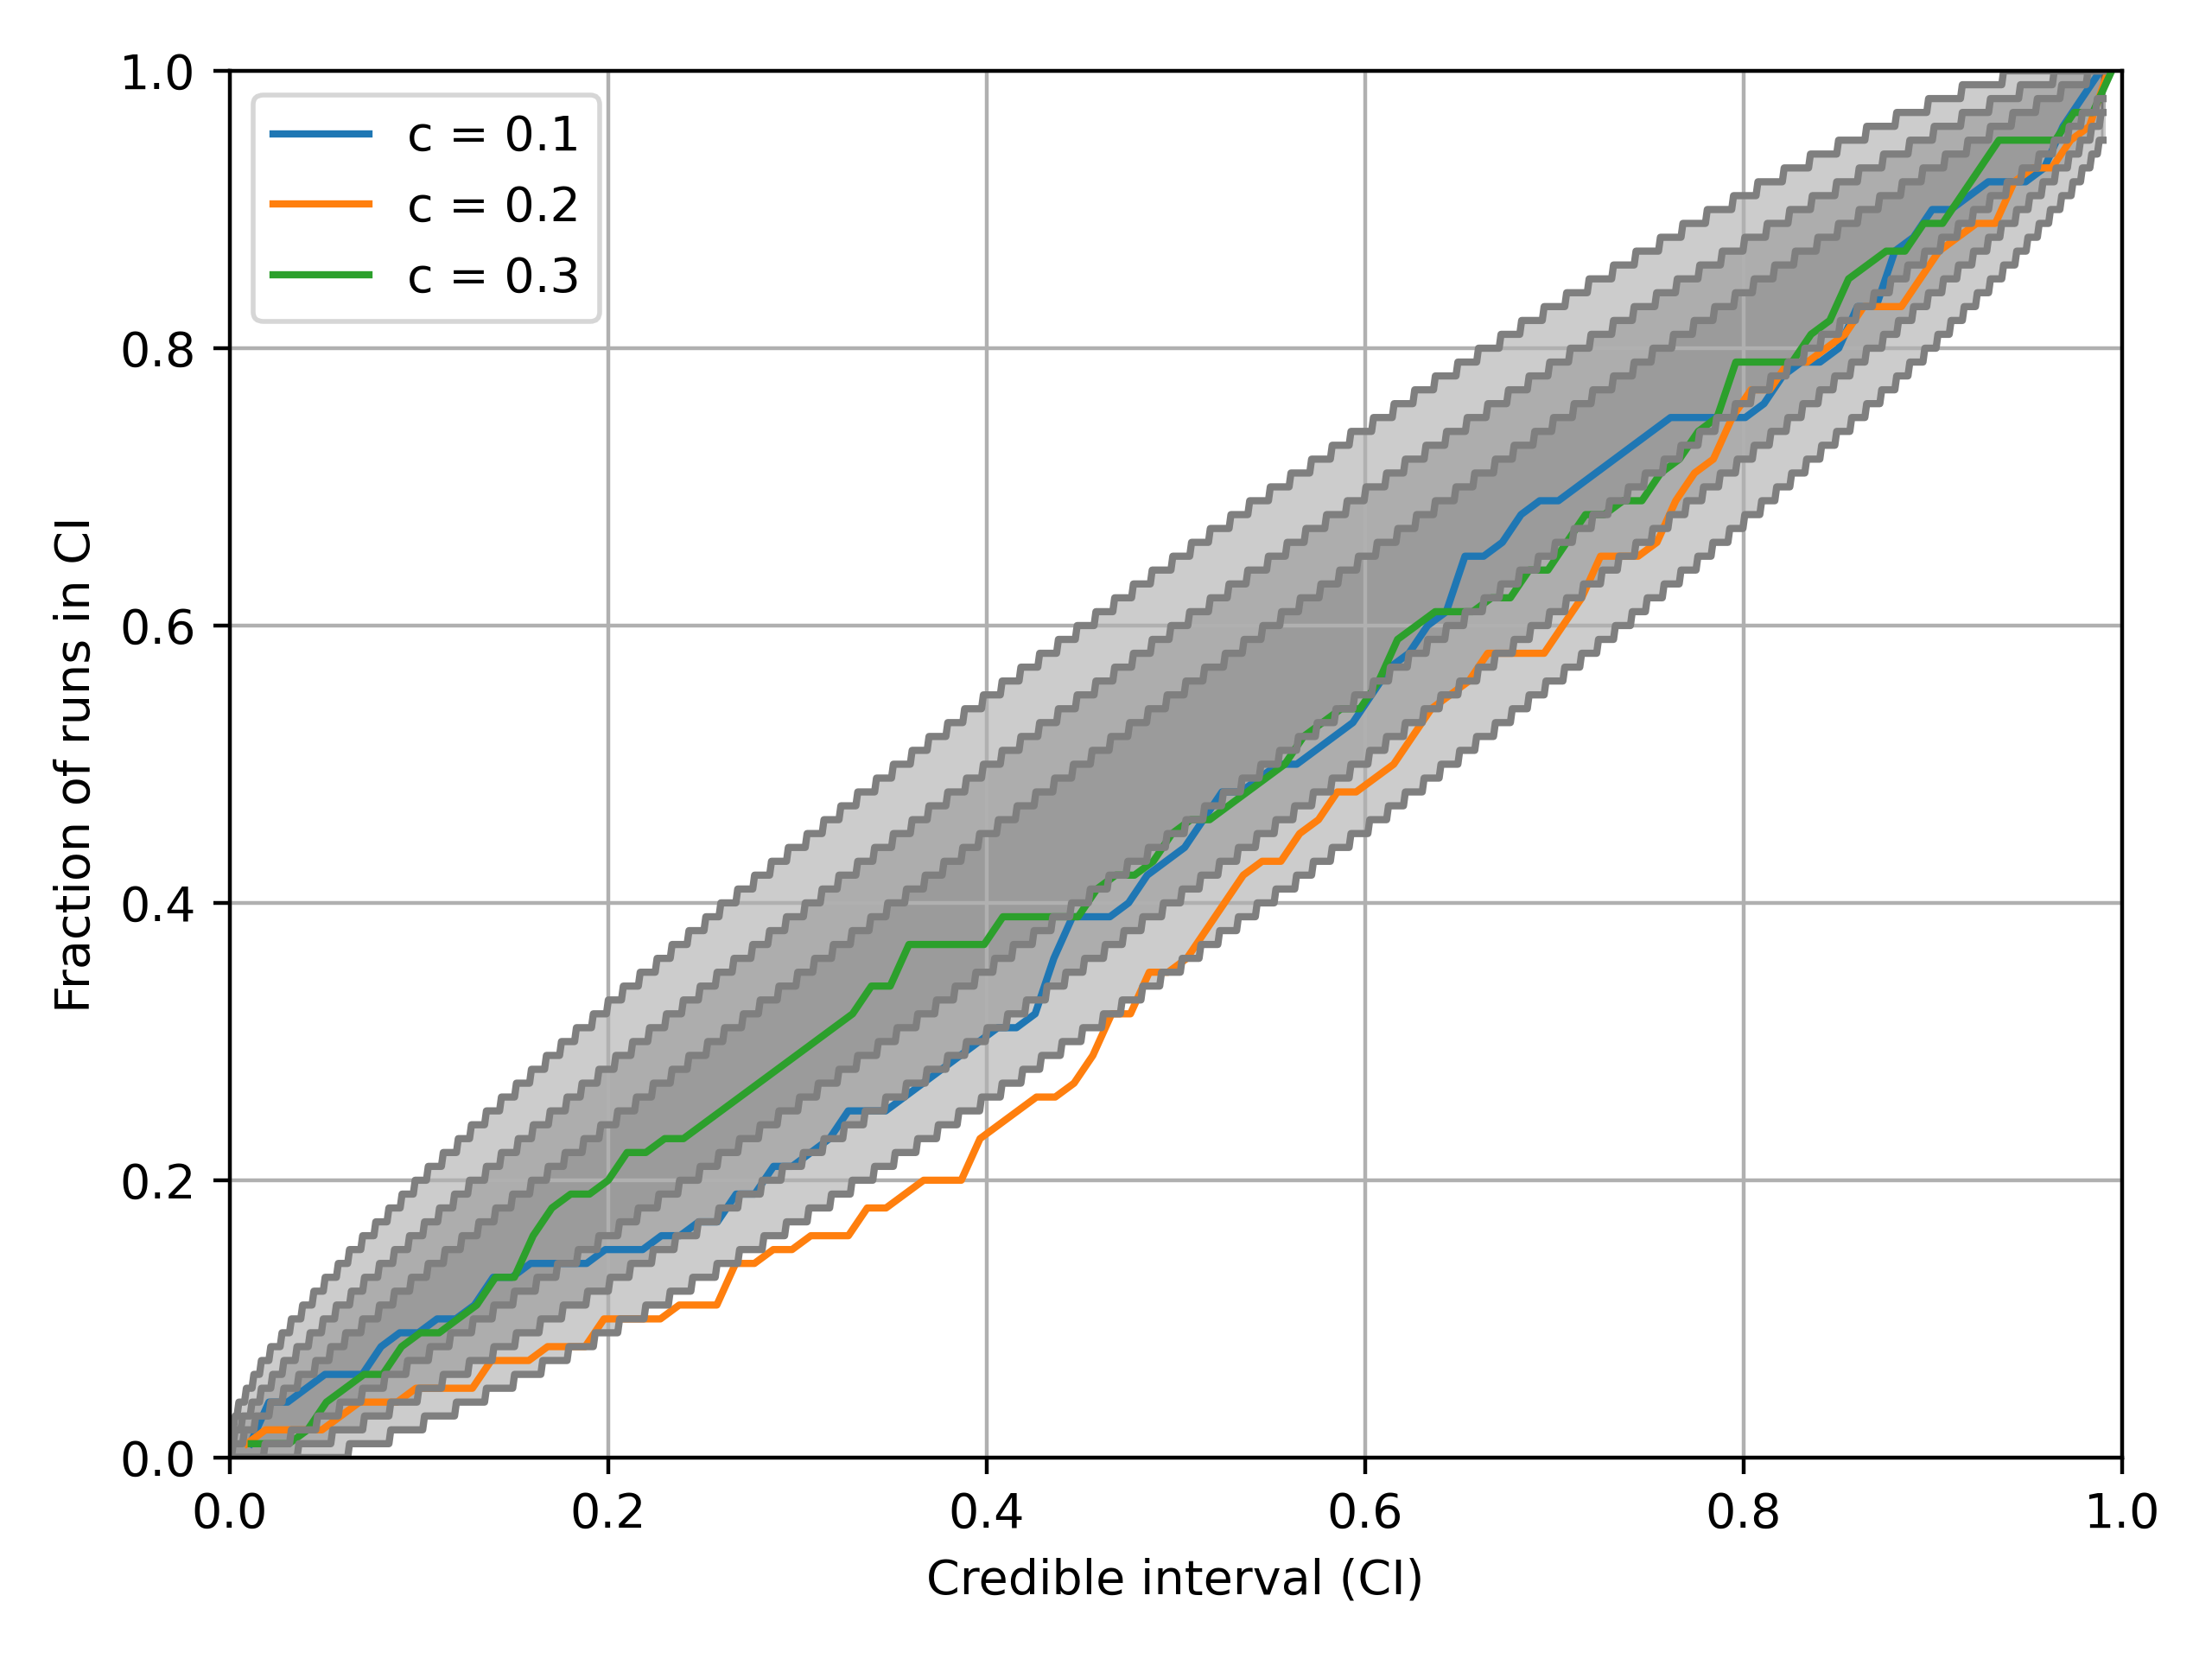 1.0
0.8
0.6
0.4
0.2
0.0
Fraction of runs in CI
c = 0.1
c = 0.2
c = 0.3
0.0 0.2 0.4 0.6 0.8 1.0
Credible interval (CI)